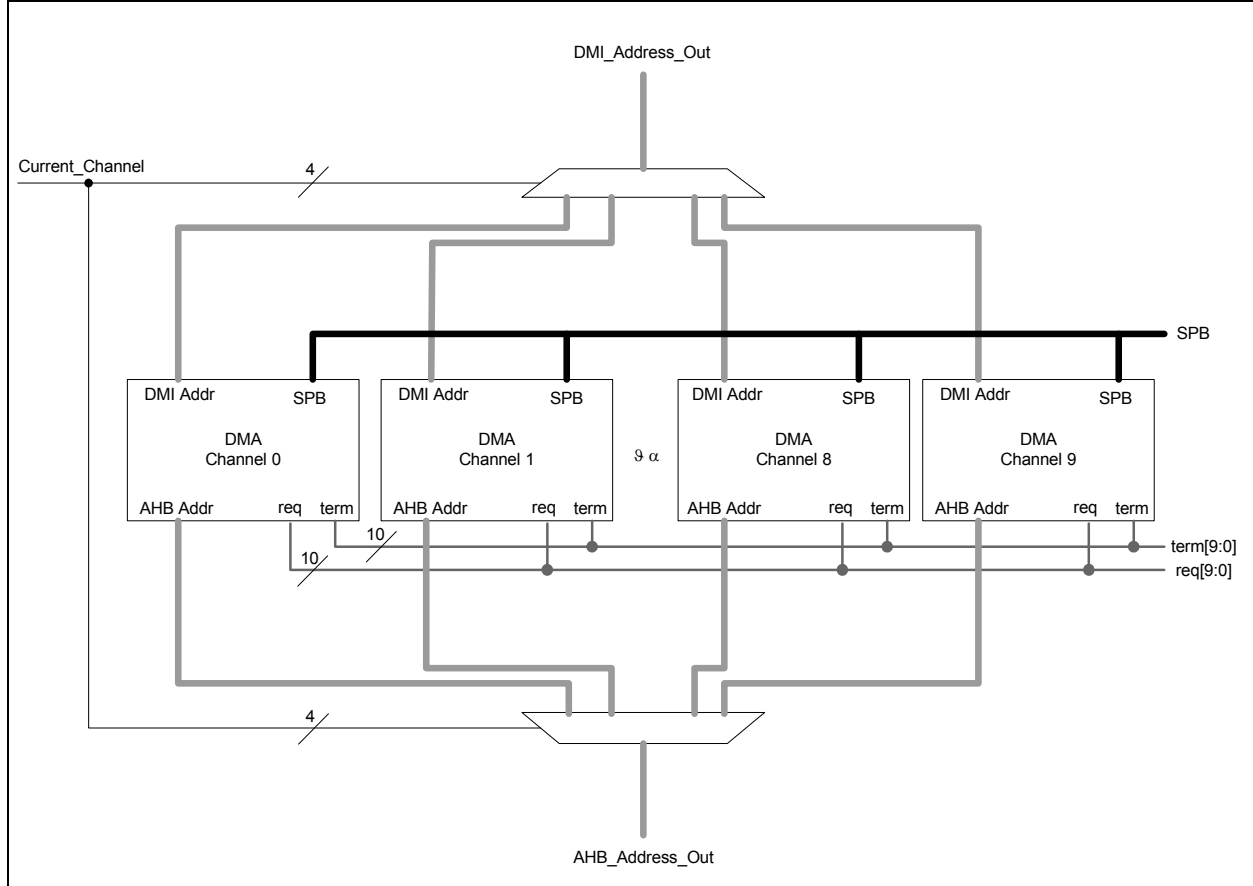 DMI_Address_Out
Current_Channel
4
SPB
DMI Addr
SPB
DMA
Channel 0
AHB Addr
req
term
DMI Addr
SPB
DMA
Channel 1
AHB Addr
req
term
ϑ α
DMI Addr
SPB
DMA
Channel 8
AHB Addr
req
term
DMI Addr
SPB
DMA
Channel 9
AHB Addr
req
term
10
term[9:0]
10
req[9:0]
4
AHB_Address_Out